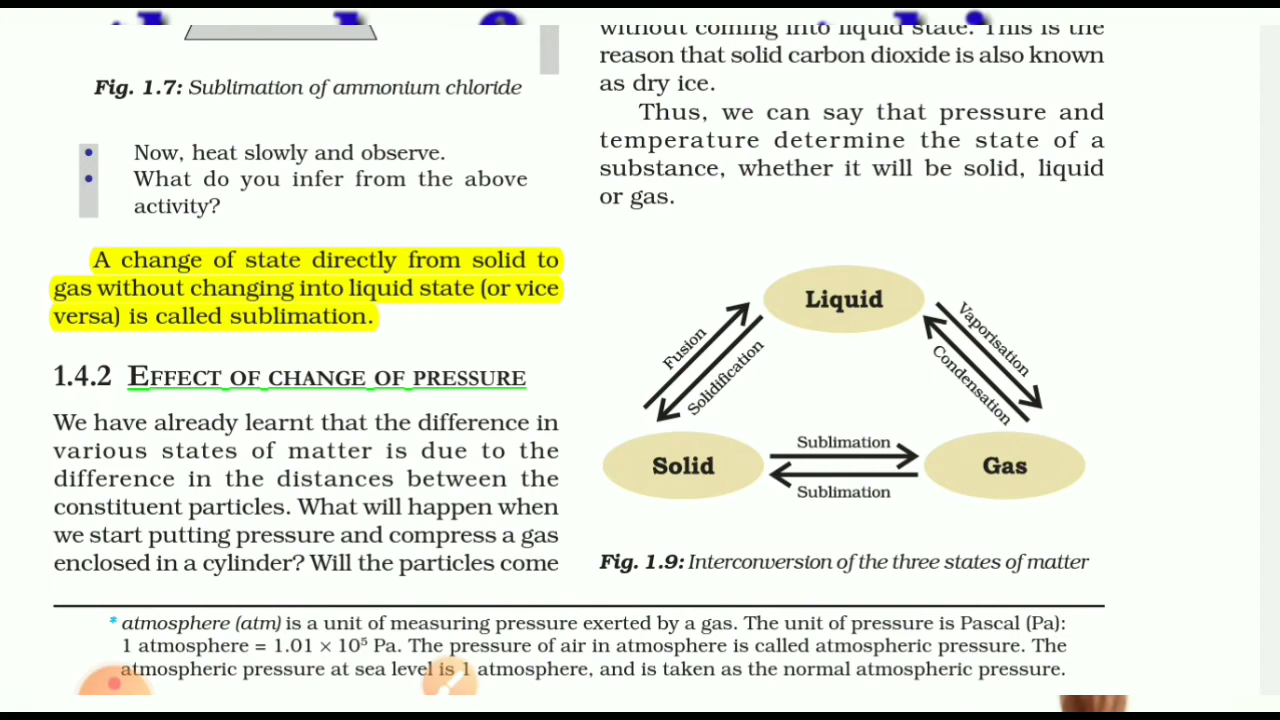 Fig. 1.7: Sublimation of ammonium chloride
• Now, heat slowly and observe.
• What do you infer from the above
activity?
A change of state directly from solid to
gas without changing into liquid state (or vice
versa) is called sublimation.
1.4.2 EFFECT OF CHANGE OF PRESSURE
We have already learnt that the difference in
various states of matter is due to the
difference in the distances between the
constituent particles. What will happen when
we start putting pressure and compress a gas
enclosed in a cylinder? Will the particles come
without coming into liquid state. This is the
reason that solid carbon dioxide is also known
as dry ice.
Thus, we can say that pressure and
temperature determine the state of a
substance, whether it will be solid, liquid
or gas.
Liquid
Fusion
Solidification
Vaporisation
Condensation
Solid
Sublimation
Sublimation
Gas
Fig. 1.9: Interconversion of the three states of matter
* atmosphere (atm) is a unit of measuring pressure exerted by a gas. The unit of pressure is Pascal (Pa):
1 atmosphere = 1.01 × 10⁵ Pa. The pressure of air in atmosphere is called atmospheric pressure. The
atmospheric pressure at sea level is 1 atmosphere, and is taken as the normal atmospheric pressure.